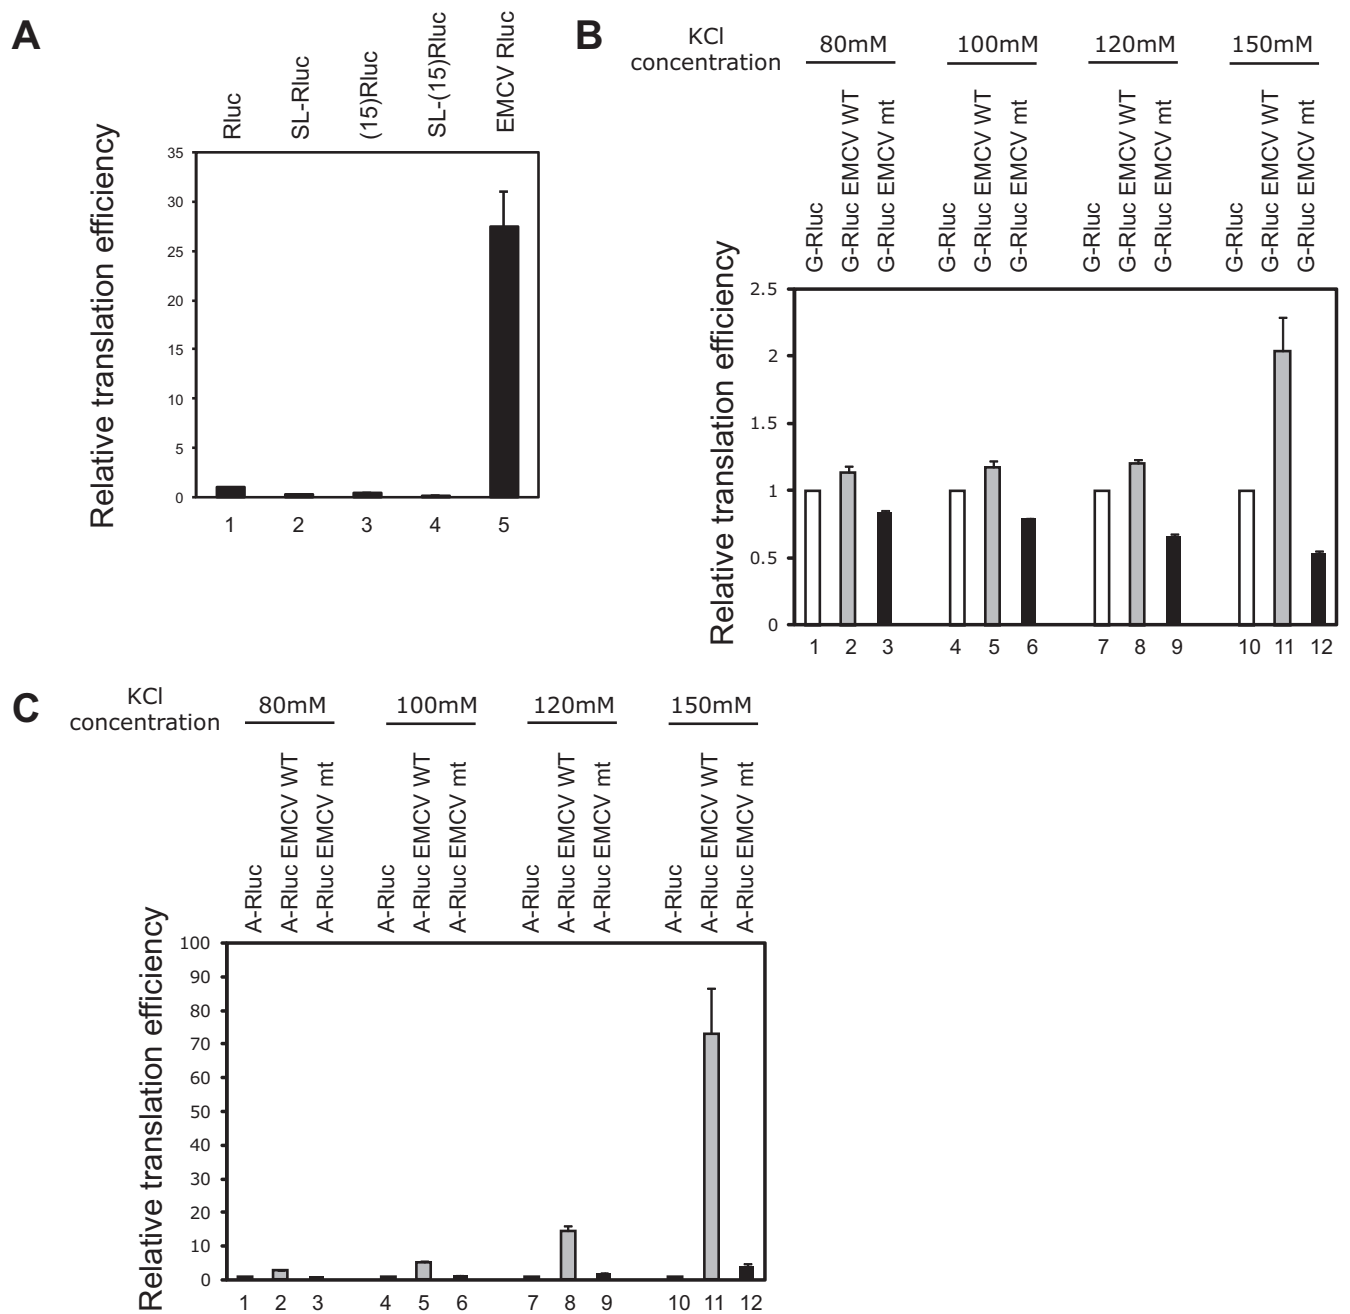 A
Rluc
SL-Rluc
(15)Rluc
SL-(15)Rluc
EMCV Rluc
Relative translation efficiency
35
30
25
20
15
10
5
0
1 2 3 4 5
B
KCl
concentration
80mM 100mM 120mM 150mM
G-Rluc
G-Rluc EMCV WT
G-Rluc EMCV mt
G-Rluc
G-Rluc EMCV WT
G-Rluc EMCV mt
G-Rluc
G-Rluc EMCV WT
G-Rluc EMCV mt
G-Rluc
G-Rluc EMCV WT
G-Rluc EMCV mt
Relative translation efficiency
2.5
2
1.5
1
0.5
0
1 2 3 4 5 6 7 8 9 10 11 12
C
KCl
concentration
80mM 100mM 120mM 150mM
A-Rluc
A-Rluc EMCV WT
A-Rluc EMCV mt
A-Rluc
A-Rluc EMCV WT
A-Rluc EMCV mt
A-Rluc
A-Rluc EMCV WT
A-Rluc EMCV mt
A-Rluc
A-Rluc EMCV WT
A-Rluc EMCV mt
Relative translation efficiency
100
90
80
70
60
50
40
30
20
10
0
1 2 3 4 5 6 7 8 9 10 11 12